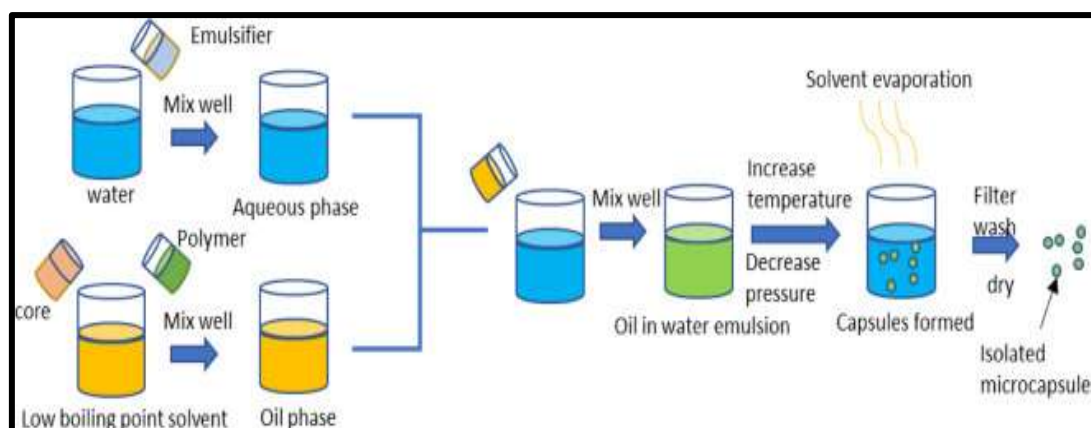 Emulsifier
Mix well
water
Aqueous phase
core
Polymer
Mix well
Low boiling point solvent
Oil phase
Mix well
Oil in water emulsion
Increase
temperature
Decrease
pressure
Solvent evaporation
Capsules formed
Filter
wash
dry
Isolated
microcapsule